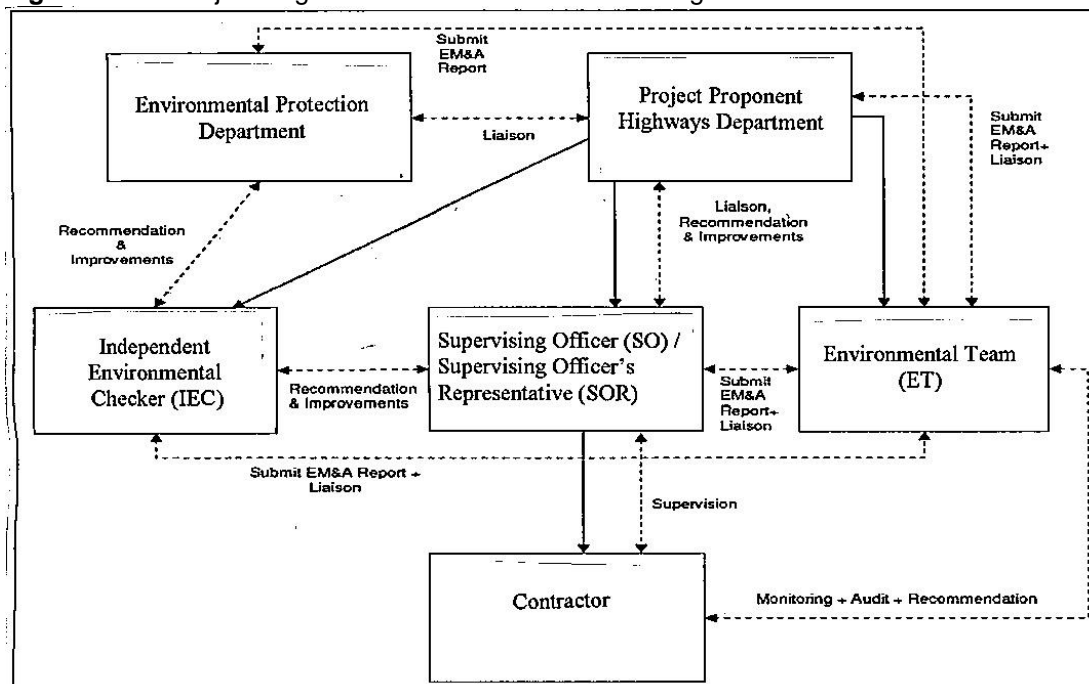 Submit
EM&A
Report
Environmental Protection
Department
Liaison
Project Proponent
Highways Department
Submit
EM&A
Report+
Liaison
Recommendation
&
Improvements
Liaison,
Recommendation
& Improvements
Independent
Environmental
Checker (IEC)
Recommendation
& Improvements
Supervising Officer (SO) /
Supervising Officer's
Representative (SOR)
Submit
EM&A
Report+
Liaison
Environmental Team
(ET)
Submit EM&A Report +
Liaison
Supervision
Contractor
Monitoring + Audit + Recommendation